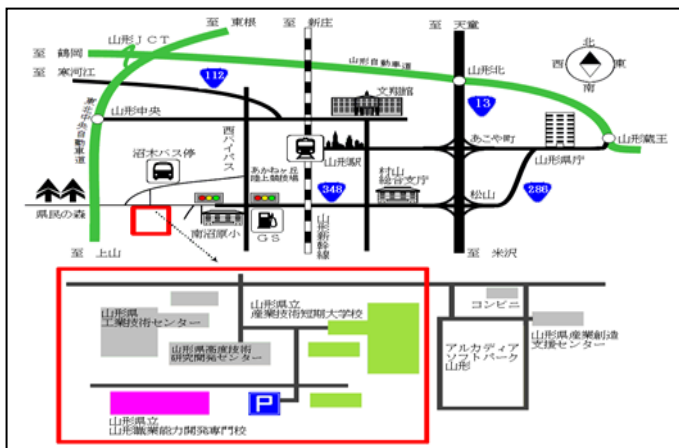 至 東根
至 新庄
至 天童
山形JCT
至 鶴岡
至 寒河江
山形自動車道
北
西
東
南
112
文翔館
山形北
13
東北中央自動車道
山形中央
沼木バス停
西バイパス
あかねヶ丘
陸上競技場
山形駅
村山
総合支庁
あこや町
山形県庁
山形蔵王
県民の森
348
松山
286
南沼原小
GS
山形新幹線
至 上山
至 米沢
山形県
工業技術センター
山形県立
産業技術短期大学校
コンビニ
山形県高度技術
研究開発センター
アルカディア
ソフトパーク
山形
山形県産業創造
支援センター
P
山形県立
山形職業能力開発専門校